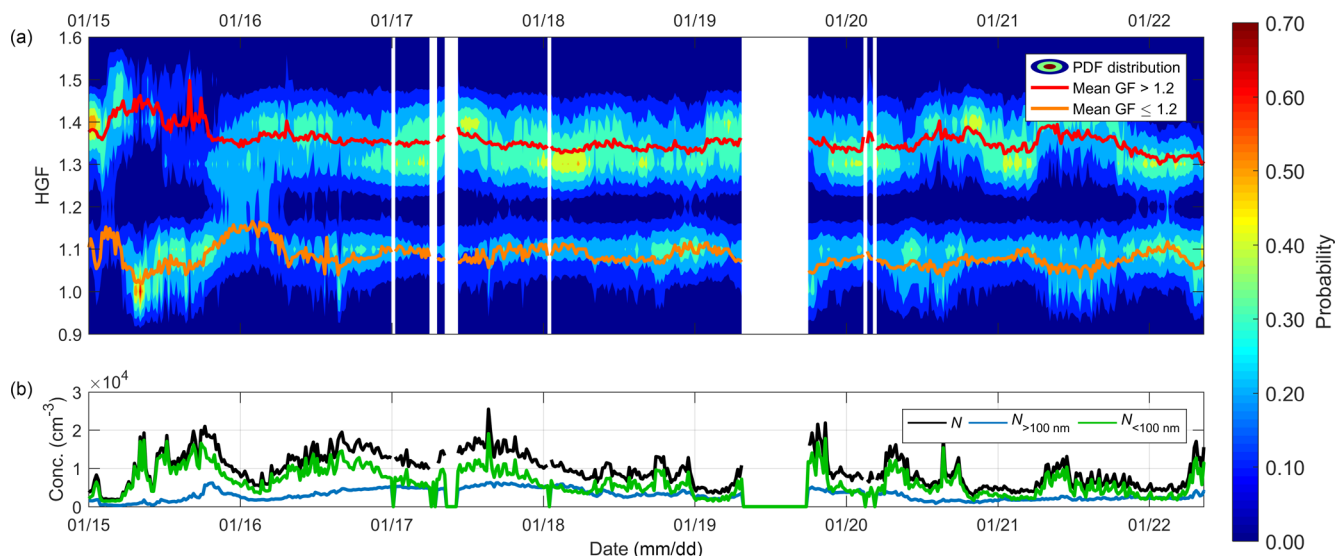 01/15 01/16 01/17 01/18 01/19 01/20 01/21 01/22
(a)
1.6
1.5
1.4
1.3
1.2
1.1
1.0
0.9
HGF
PDF distribution
Mean GF > 1.2
Mean GF ≤ 1.2
0.70
0.60
0.50
0.40
0.30
0.20
0.10
0.00
Probability
(b)
×10⁴
3
2
1
0
Conc. (cm⁻³)
N N>100 nm N<100 nm
01/15 01/16 01/17 01/18 01/19 01/20 01/21 01/22
Date (mm/dd)